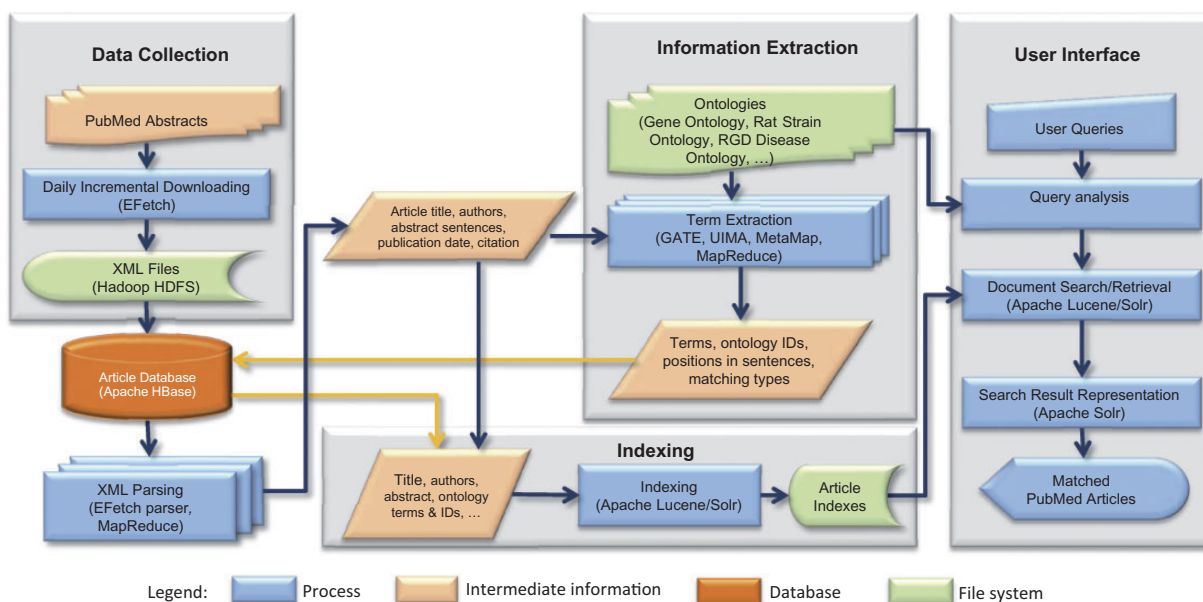 Data Collection
PubMed Abstracts
Daily Incremental Downloading
(EFetch)
XML Files
(Hadoop HDFS)
Article Database
(Apache HBase)
XML Parsing
(EFetch parser,
MapReduce)
Article title, authors,
abstract sentences,
publication date, citation
Information Extraction
Ontologies
(Gene Ontology, Rat Strain
Ontology, RGD Disease
Ontology, ...)
Term Extraction
(GATE, UIMA, MetaMap,
MapReduce)
Terms, ontology IDs,
positions in sentences,
matching types
Indexing
Title, authors,
abstract, ontology
terms & IDs, ...
Indexing
(Apache Lucene/Solr)
Article
Indexes
User Interface
User Queries
Query analysis
Document Search/Retrieval
(Apache Lucene/Solr)
Search Result Representation
(Apache Solr)
Matched
PubMed Articles
Legend: Process Intermediate information Database File system